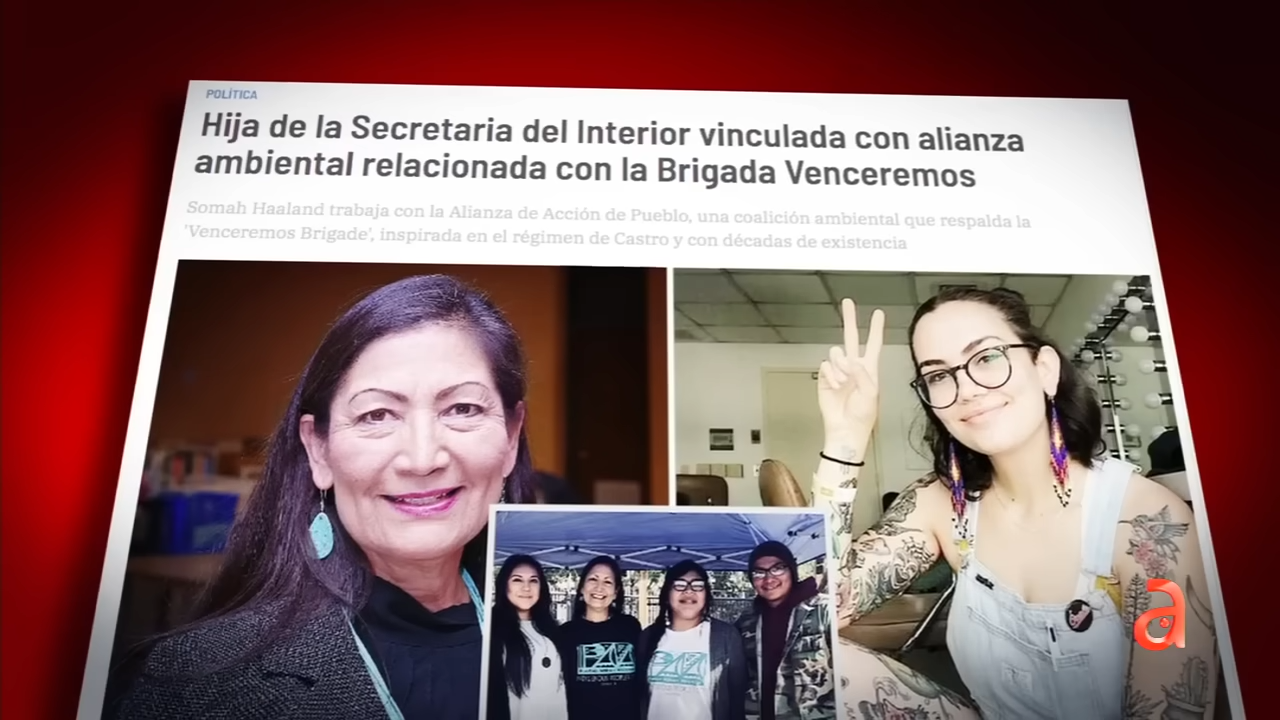 POLÍTICA
Hija de la Secretaria del Interior vinculada con alianza
ambiental relacionada con la Brigada Venceremos
Somah Haaland trabaja con la Alianza de Acción de Pueblo, una coalición ambiental que respalda la
'Venceremos Brigade', inspirada en el régimen de Castro y con décadas de existencia
a